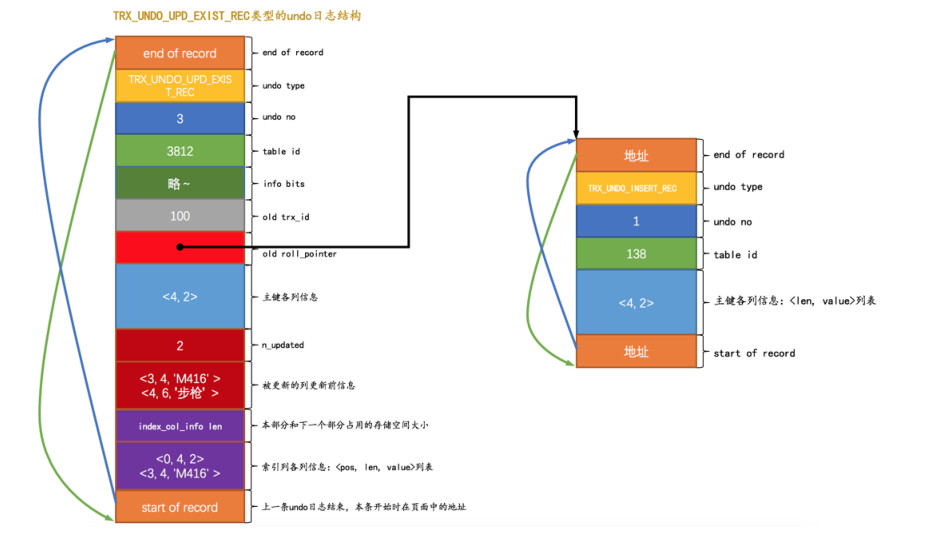 TRX_UNDO_UPD_EXIST_REC类型的undo日志结构
end of record
end of record
TRX_UNDO_UPD_EXIS
T_REC
undo type
3
undo no
3812
table id
略~
info bits
100
old trx_id
old roll_pointer
<4, 2>
主键各列信息
2
n_updated
<3, 4, 'M416' >
<4, 6, '步枪' >
被更新的列更新前信息
index_col_info len
本部分和下一个部分占用的存储空间大小
<0, 4, 2>
<3, 4, 'M416' >
索引列各列信息: <pos, len, value>列表
start of record
上一条undo日志结束, 本条开始时在页面中的地址
地址
end of record
TRX_UNDO_INSERT_REC
undo type
1
undo no
138
table id
<4, 2>
主键各列信息: <len, value>列表
地址
start of record